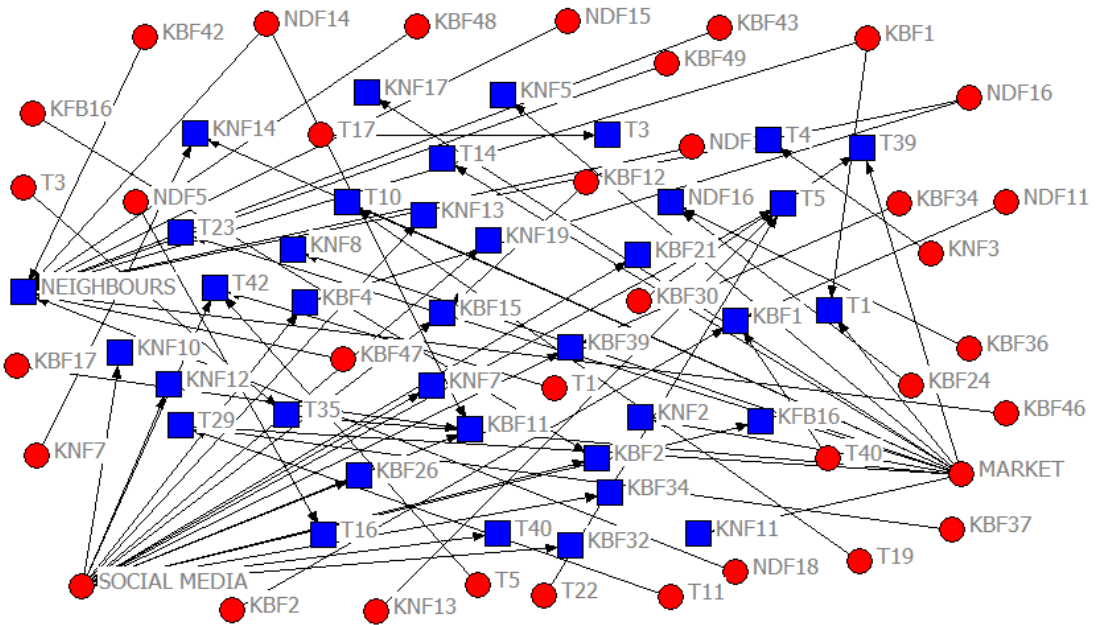 NDF14
NDF15
KBF42
KBF48
KBF43
KBF1
KBF49
KNF17
KNF5
NDF16
KFB16
KNF14
T17
T3
NDF
T4
T39
T14
T3
KBF12
NDF5
T10
KNF13
NDF16
T5
KBF34
NDF11
T23
KNF8
KNF19
KBF21
KNF3
NEIGHBOURS
T42
KBF4
KBF15
KBF30
KBF1
T1
KBF39
KBF36
KNF10
KBF17
KBF47
KNF12
KNF7
T1
KBF24
T29
T35
KBF11
KNF2
KFB16
KBF46
KNF7
KBF26
KBF2
T40
MARKET
KBF34
T16
T40
KBF32
KNF11
KBF37
SOCIAL MEDIA
T5
T22
T11
NDF18
T19
KBF2
KNF13